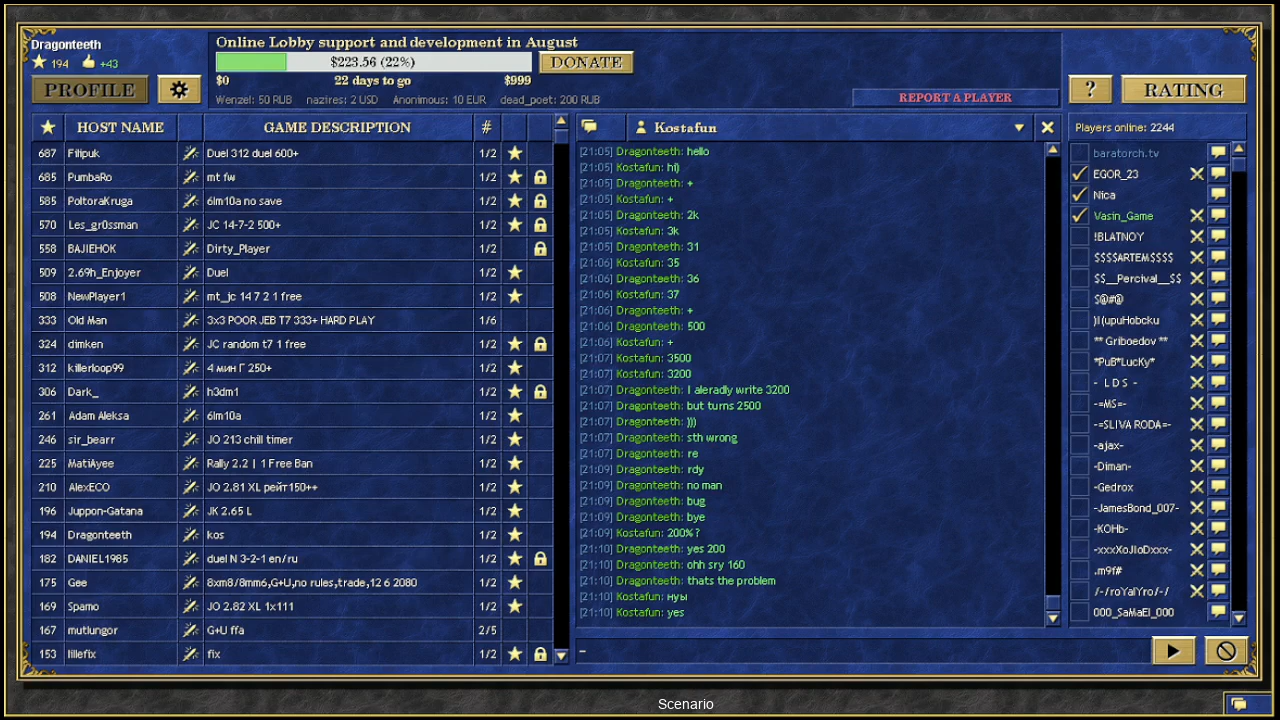 Dragonteeth
194 +43
PROFILE
Online Lobby support and development in August
$223.56 (22%)
DONATE
$0 22 days to go $999
Wenzel: 50 RUB nazires: 2 USD Anonimous: 10 EUR dead_poet: 200 RUB
REPORT A PLAYER
?
RATING
HOST NAME GAME DESCRIPTION #
687 Filipuk Duel 312 duel 600+ 1/2
685 PumbaRo mt fw 1/2
585 PoltoraKruga 6lm10a no save 1/2
570 Les_gr0ssman JC 14-7-2 500+ 1/2
558 BAJIEHOK Dirty_Player 1/2
509 2.69h_Enjoyer Duel 1/2
508 NewPlayer1 mt_jc 14 7 2 1 free 1/2
333 Old Man 3x3 POOR JEB T7 333+ HARD PLAY 1/6
324 dimken JC random t7 1 free 1/2
312 killerloop99 4 мин Г 250+ 1/2
306 Dark_ h3dm1 1/2
261 Adam Aleksa 6lm10a 1/2
246 sir_bearr JO 213 chill timer 1/2
225 MatiAyee Rally 2.2 | 1 Free Ban 1/2
210 AlexECO JO 2.81 XL рейт150++ 1/2
196 Juppon-Gatana JK 2.65 L 1/2
194 Dragonteeth kos 1/2
182 DANIEL1985 duel N 3-2-1 en/ru 1/2
175 Gee 8xm8/8mm6,G+U,no rules,trade,12 6 2080 1/2
169 Spamo JO 2.82 XL 1x111 1/2
167 mutlungor G+U ffa 2/5
153 lillefix fix 1/2
Kostafun
[21:05] Dragonteeth: hello
[21:05] Kostafun: hi)
[21:05] Dragonteeth: +
[21:05] Kostafun: +
[21:05] Dragonteeth: 2k
[21:05] Kostafun: 3k
[21:05] Dragonteeth: 31
[21:05] Kostafun: 35
[21:06] Dragonteeth: 36
[21:06] Kostafun: 37
[21:06] Dragonteeth: +
[21:06] Dragonteeth: 500
[21:06] Kostafun: +
[21:07] Kostafun: 3500
[21:07] Kostafun: 3200
[21:07] Dragonteeth: I aleradly write 3200
[21:07] Dragonteeth: but turns 2500
[21:07] Dragonteeth: )))
[21:07] Dragonteeth: sth wrong
[21:07] Dragonteeth: re
[21:09] Dragonteeth: rdy
[21:09] Dragonteeth: no man
[21:09] Dragonteeth: bug
[21:09] Dragonteeth: bye
[21:09] Kostafun: 200%?
[21:10] Dragonteeth: yes 200
[21:10] Dragonteeth: ohh sry 160
[21:10] Dragonteeth: thats the problem
[21:10] Kostafun: нуы
[21:10] Kostafun: yes
Players online: 2244
baratorch.tv
EGOR_23
Nica
Vasin_Game
!BLATNOY
$$$$ARTEM$$$$
$$__Percival__$$
$@#@
)I(upuHobcku
** Griboedov **
*PuB*LucKy*
- L D S -
-=MS=-
-=SLIVA RODA=-
-ajax-
-Diman-
-Gedrox
-JamesBond_007-
-KOHb-
-xxxXoJIoDxxx-
.m9f#
/-/roYalYro/-/
000_SaMaEl_000
Scenario